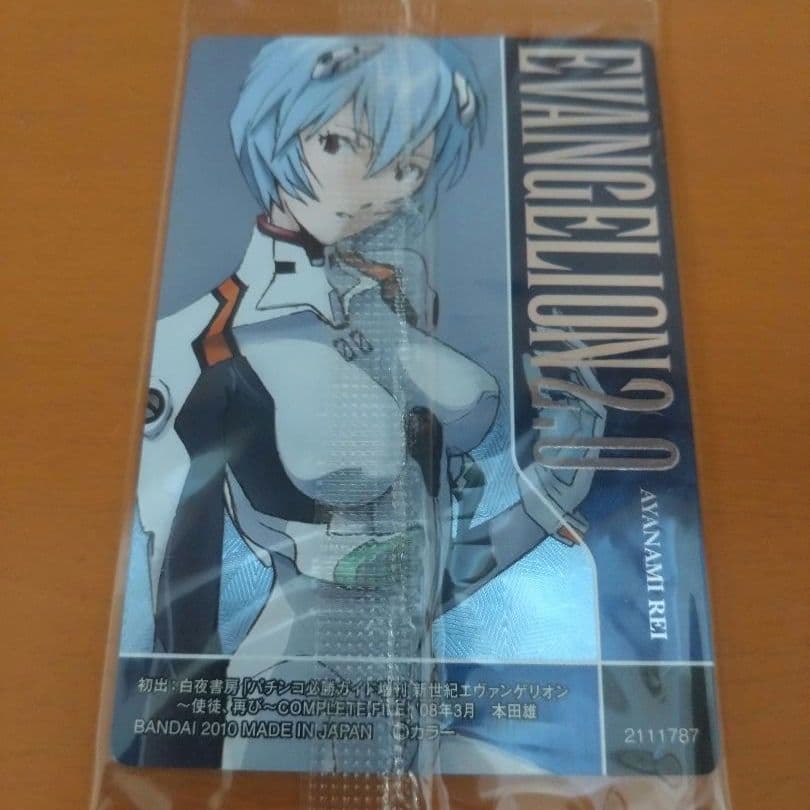 EVANGELION2.0
AYANAMI REI
00
初出:白夜書房「パチンコ必勝ガイド増刊 新世紀エヴァンゲリオン
~使徒、再び~COMPLETE FILE」'08年3月 本田雄
BANDAI 2010 MADE IN JAPAN ©カラー
2111787